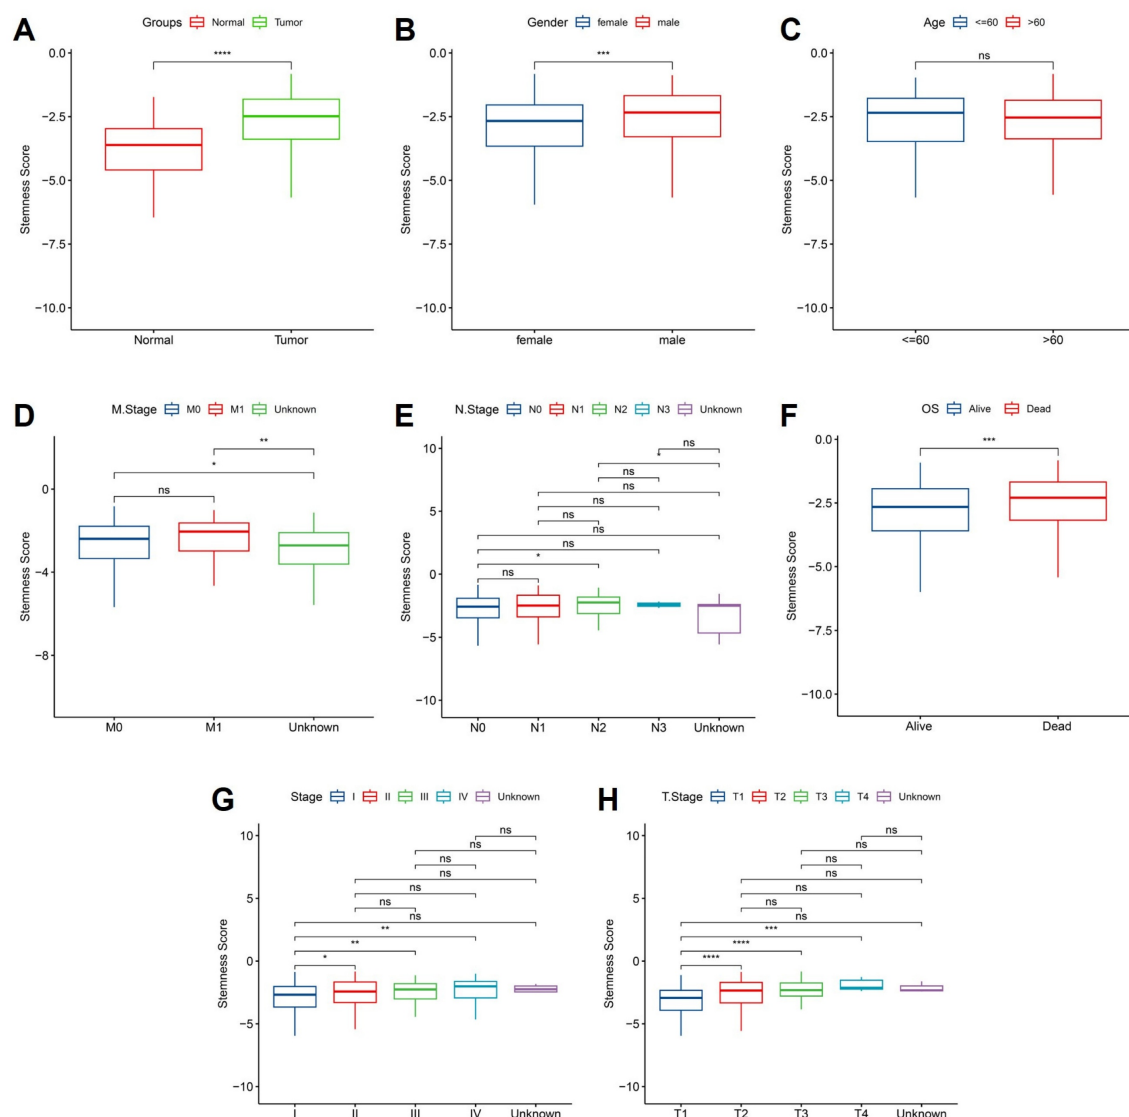 A
Groups Normal Tumor
0.0
−2.5
−5.0
−7.5
−10.0
Stemness Score
****
Normal Tumor
B
Gender female male
0.0
−2.5
−5.0
−7.5
−10.0
Stemness Score
***
female male
C
Age <=60 >60
0.0
−2.5
−5.0
−7.5
−10.0
Stemness Score
ns
<=60 >60
D
M.Stage M0 M1 Unknown
0
−4
−8
Stemness Score
**
*
ns
M0 M1 Unknown
E
N.Stage N0 N1 N2 N3 Unknown
10
5
0
−5
−10
Stemness Score
ns
*
ns
ns
ns
ns
ns
ns
*
ns
N0 N1 N2 N3 Unknown
F
OS Alive Dead
0.0
−2.5
−5.0
−7.5
−10.0
Stemness Score
***
Alive Dead
G
Stage I II III IV Unknown
10
5
0
−5
−10
Stemness Score
ns
ns
ns
ns
ns
ns
ns
**
**
*
I II III IV Unknown
H
T.Stage T1 T2 T3 T4 Unknown
10
5
0
−5
−10
Stemness Score
ns
ns
ns
ns
ns
ns
ns
***
****
****
T1 T2 T3 T4 Unknown